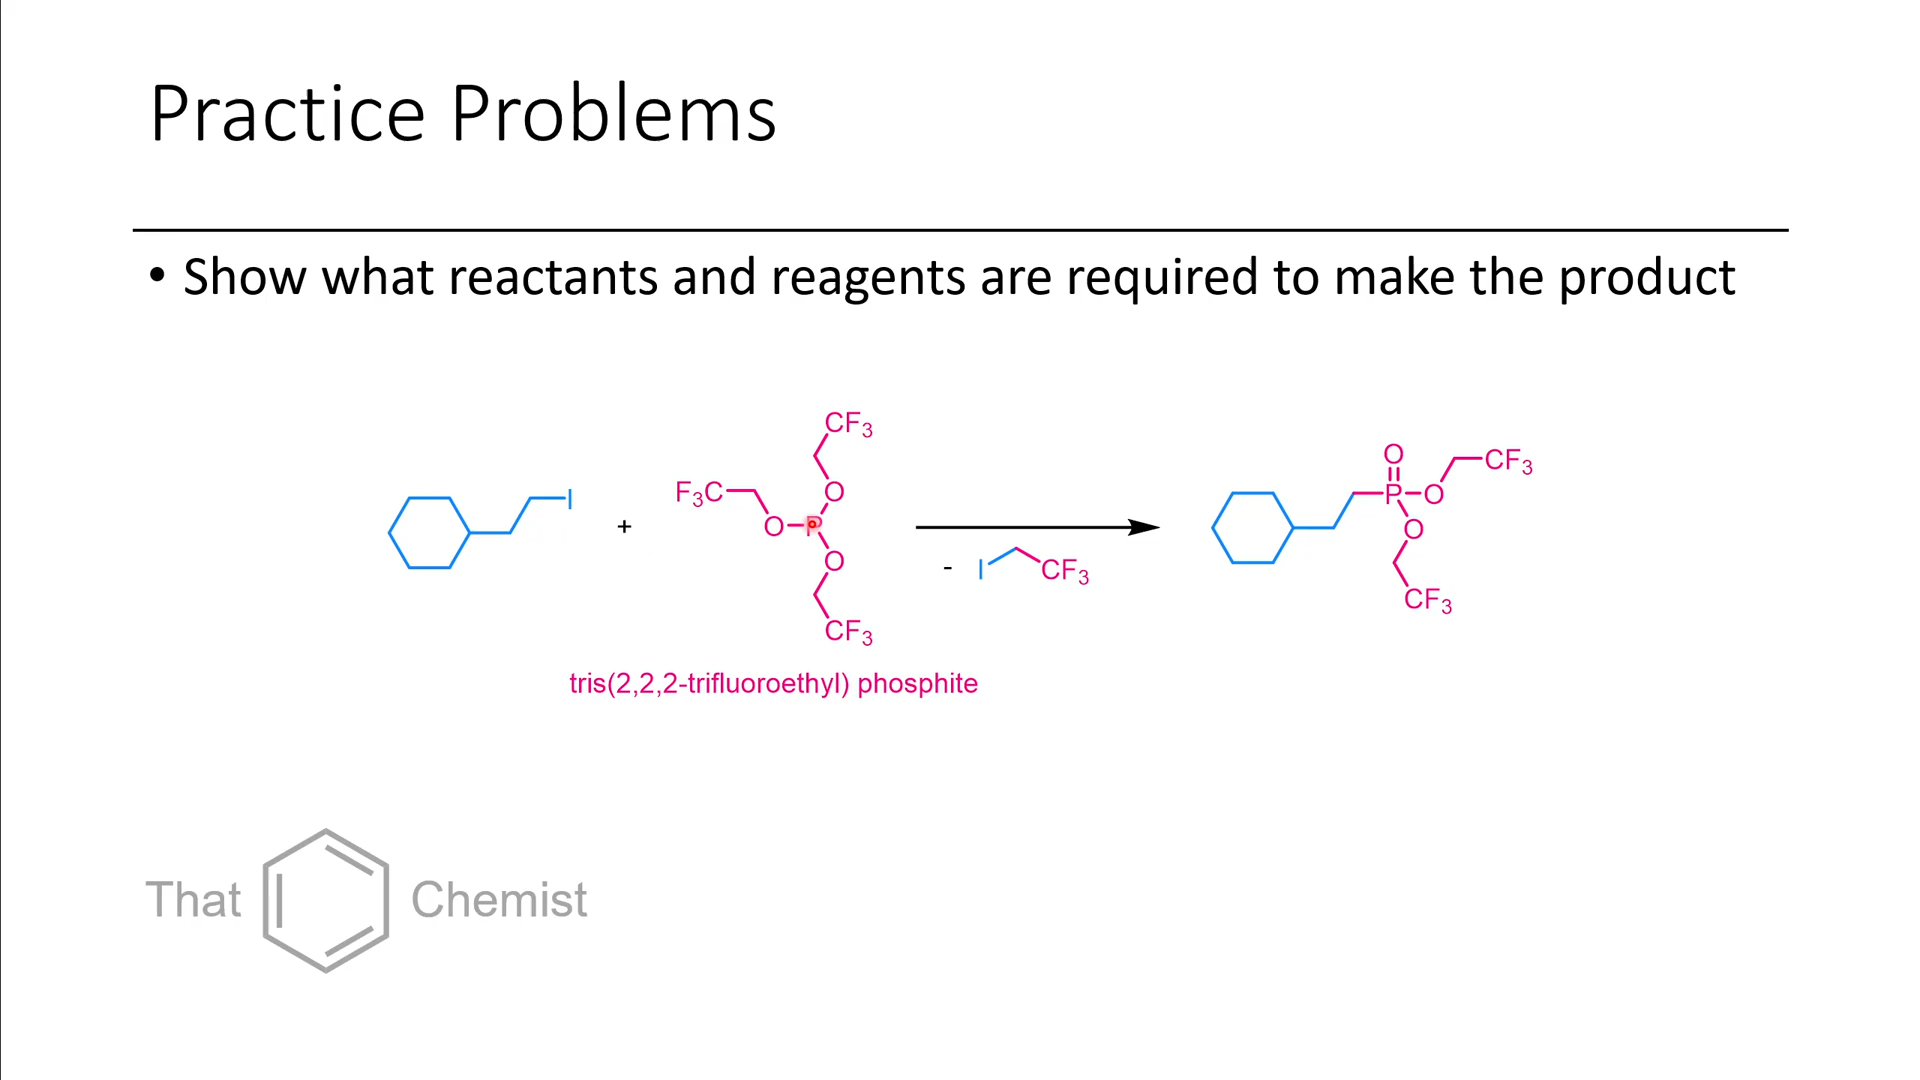 Practice Problems
• Show what reactants and reagents are required to make the product
CF3
F3C
O
O
P
O
CF3
I
+
- I CF3
O
P
O
CF3
O
CF3
tris(2,2,2-trifluoroethyl) phosphite
That Chemist